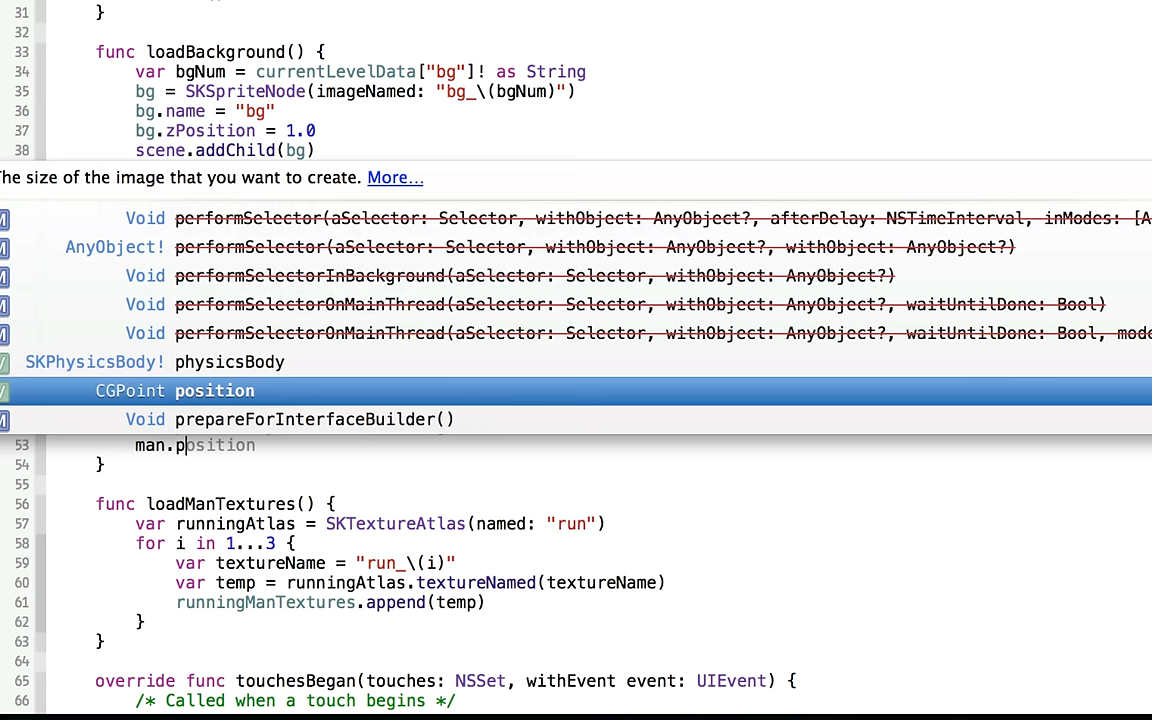 31 }
32
33 func loadBackground() {
34 var bgNum = currentLevelData["bg"]! as String
35 bg = SKSpriteNode(imageNamed: "bg_\(bgNum)")
36 bg.name = "bg"
37 bg.zPosition = 1.0
38 scene.addChild(bg)
The size of the image that you want to create. More...
M Void performSelector(aSelector: Selector, withObject: AnyObject?, afterDelay: NSTimeInterval, inModes: [A
M AnyObject! performSelector(aSelector: Selector, withObject: AnyObject?, withObject: AnyObject?)
M Void performSelectorInBackground(aSelector: Selector, withObject: AnyObject?)
M Void performSelectorOnMainThread(aSelector: Selector, withObject: AnyObject?, waitUntilDone: Bool)
M Void performSelectorOnMainThread(aSelector: Selector, withObject: AnyObject?, waitUntilDone: Bool, mode
V SKPhysicsBody! physicsBody
V CGPoint position
M Void prepareForInterfaceBuilder()
53 man.position
54 }
55
56 func loadManTextures() {
57 var runningAtlas = SKTextureAtlas(named: "run")
58 for i in 1...3 {
59 var textureName = "run_\(i)"
60 var temp = runningAtlas.textureNamed(textureName)
61 runningManTextures.append(temp)
62 }
63 }
64
65 override func touchesBegan(touches: NSSet, withEvent event: UIEvent) {
66 /* Called when a touch begins */